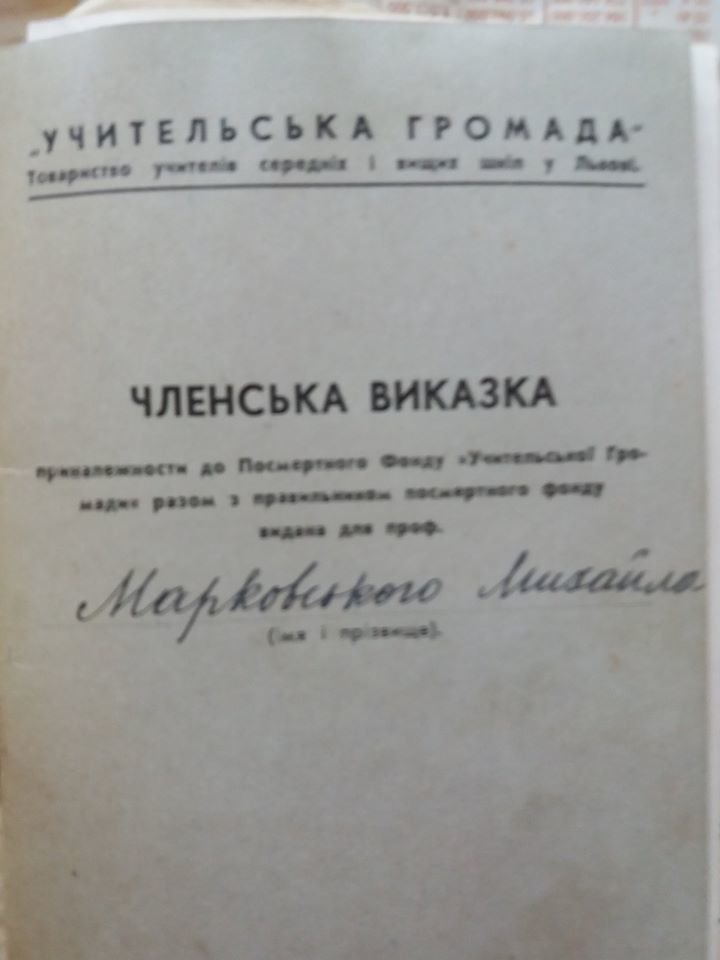 „УЧИТЕЛЬСЬКА ГРОМАДА"
Товариство учителів середніх і вищих шкіл у Львові.
ЧЛЕНСЬКА ВИКАЗКА
приналежности до Посмертного Фонду »Учительської Гро-
мади« разом з правильником посмертного фонду
видана для проф.
Марковського Михайла
(імя і прізвище).